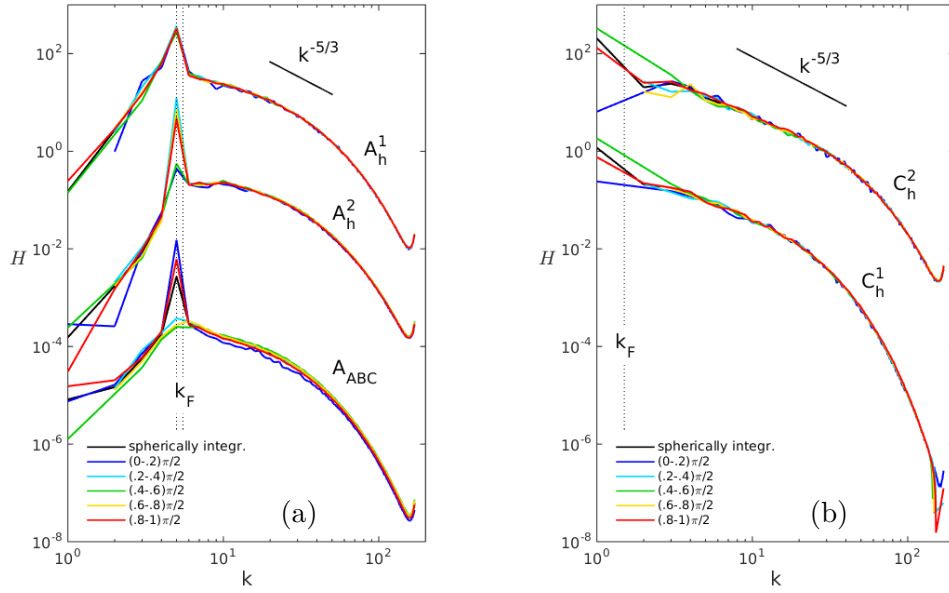 10^2
10^0
10^-2
10^-4
10^-6
10^-8
H
k^-5/3
A_h^1
A_h^2
A_ABC
k_F
spherically integr.
(0-.2)π/2
(.2-.4)π/2
(.4-.6)π/2
(.6-.8)π/2
(.8-1)π/2
(a)
10^0
10^1
10^2
k
10^2
10^0
10^-2
10^-4
10^-6
10^-8
H
k^-5/3
C_h^2
C_h^1
k_F
spherically integr.
(0-.2)π/2
(.2-.4)π/2
(.4-.6)π/2
(.6-.8)π/2
(.8-1)π/2
(b)
10^0
10^1
10^2
k